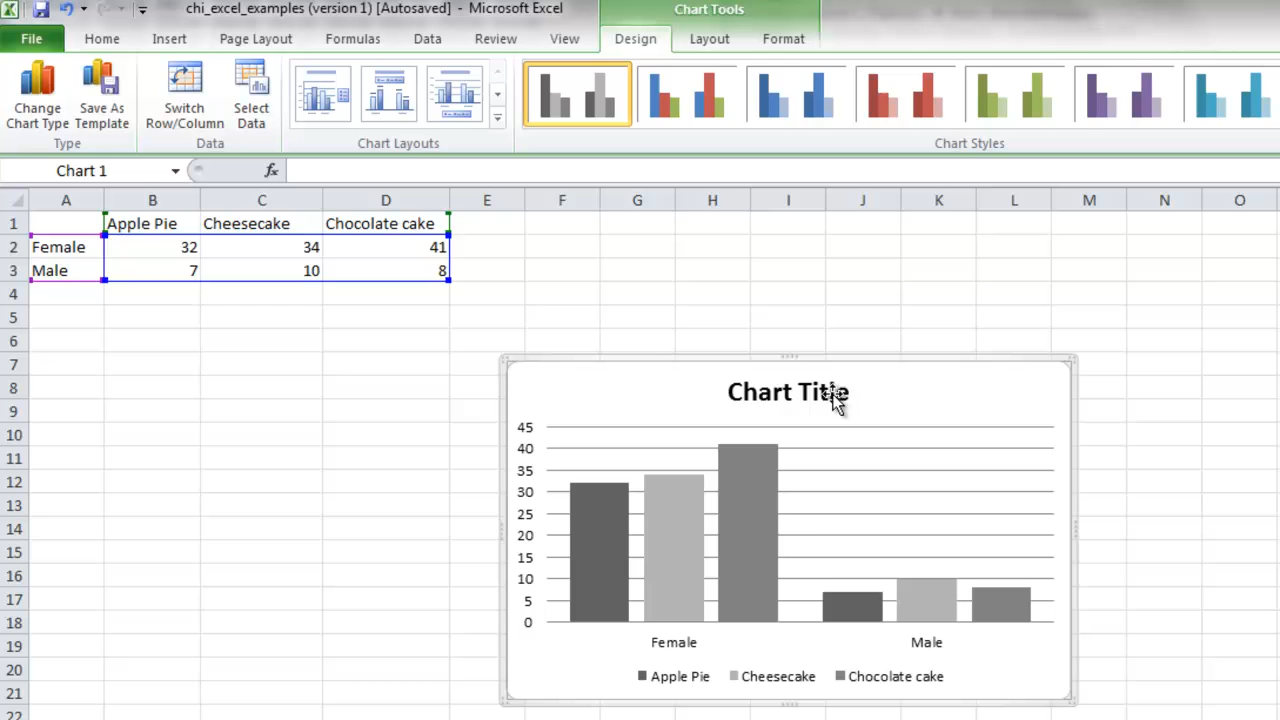 chi_excel_examples (version 1) [Autosaved] - Microsoft Excel
Chart Tools
File Home Insert Page Layout Formulas Data Review View Design Layout Format
Change Chart Type
Save As Template
Switch Row/Column
Select Data
Type Data Chart Layouts Chart Styles
Chart 1 fx
A B C D E F G H I J K L M N O
1 Apple Pie Cheesecake Chocolate cake
2 Female 32 34 41
3 Male 7 10 8
4
5
6
7
8
9
10
11
12
13
14
15
16
17
18
19
20
21
22
Chart Title
45
40
35
30
25
20
15
10
5
0
Female Male
Apple Pie Cheesecake Chocolate cake